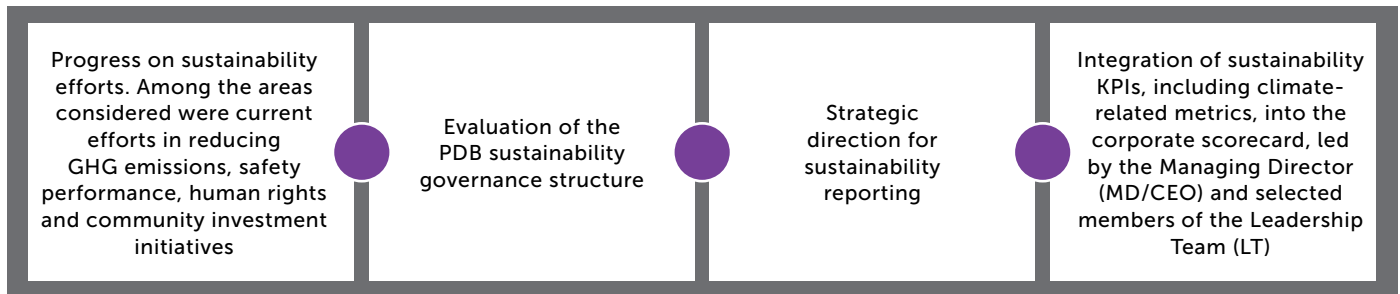 Progress on sustainability
efforts. Among the areas
considered were current
efforts in reducing
GHG emissions, safety
performance, human rights
and community investment
initiatives
Evaluation of the
PDB sustainability
governance structure
Strategic
direction for
sustainability
reporting
Integration of sustainability
KPIs, including climate-
related metrics, into the
corporate scorecard, led
by the Managing Director
(MD/CEO) and selected
members of the Leadership
Team (LT)